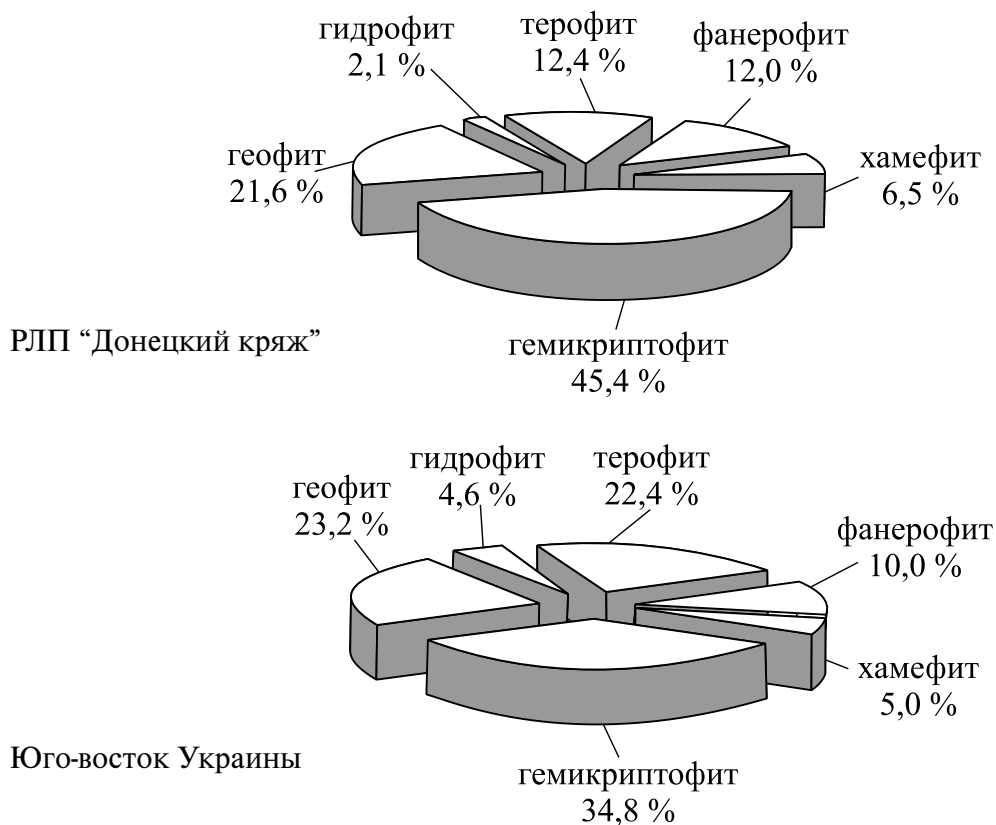 гидрофит
2,1 %
терофит
12,4 %
фанерофит
12,0 %
геофит
21,6 %
хамефит
6,5 %
РЛП “Донецкий кряж”
гемикриптофит
45,4 %
геофит
23,2 %
гидрофит
4,6 %
терофит
22,4 %
фанерофит
10,0 %
хамефит
5,0 %
Юго-восток Украины
гемикриптофит
34,8 %